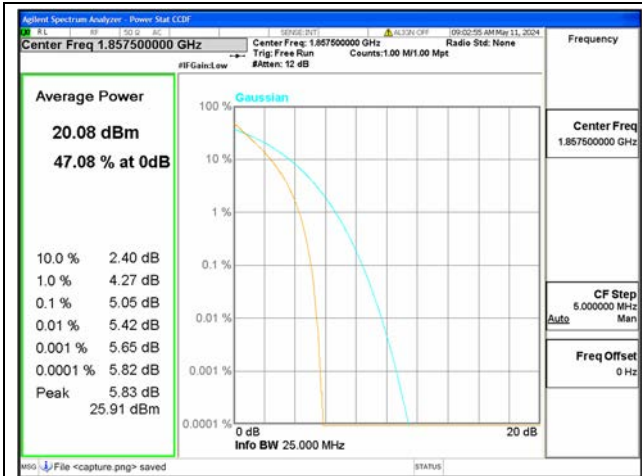 Agilent Spectrum Analyzer - Power Stat CCDF
RL RF 50 Ω AC SENSE:INT ALIGN OFF 09:02:55 AM May 11, 2024
Center Freq 1.857500000 GHz
Center Freq: 1.857500000 GHz Radio Std: None
Trig: Free Run Counts:1.00 M/1.00 Mpt
#IFGain:Low #Atten: 12 dB
Frequency
Average Power
20.08 dBm
47.08 % at 0dB
10.0 % 2.40 dB
1.0 % 4.27 dB
0.1 % 5.05 dB
0.01 % 5.42 dB
0.001 % 5.65 dB
0.0001 % 5.82 dB
Peak 5.83 dB
25.91 dBm
Gaussian
100 %
10 %
1 %
0.1 %
0.01 %
0.001 %
0.0001 %
0 dB 20 dB
Info BW 25.000 MHz
Center Freq
1.857500000 GHz
CF Step
5.000000 MHz
Auto Man
Freq Offset
0 Hz
MSG File <capture.png> saved STATUS